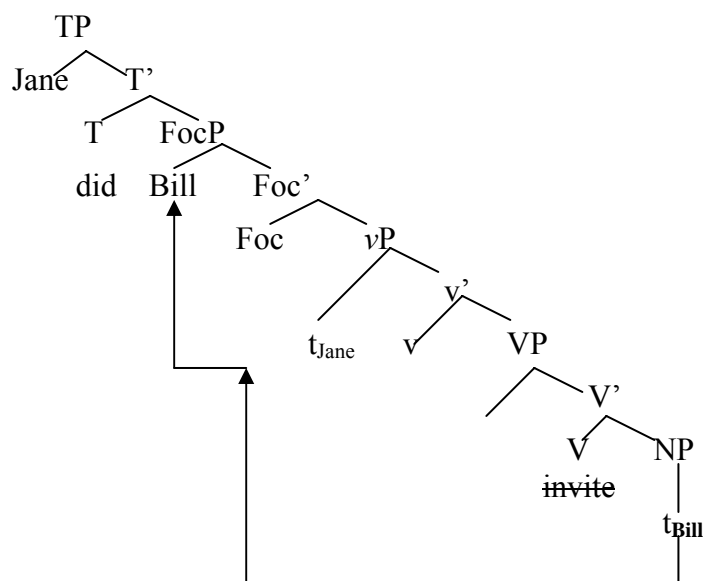 TP
Jane T’
T FocP
did Bill Foc’
Foc vP
v’
tJane v VP
V’
V NP
invite
tBill